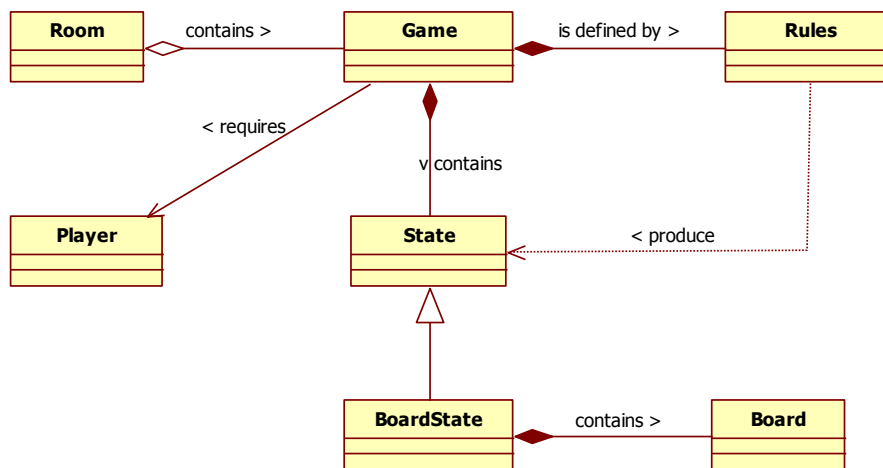 Room
contains >
Game
is defined by >
Rules
< requires
v contains
Player
State
< produce
BoardState
contains >
Board